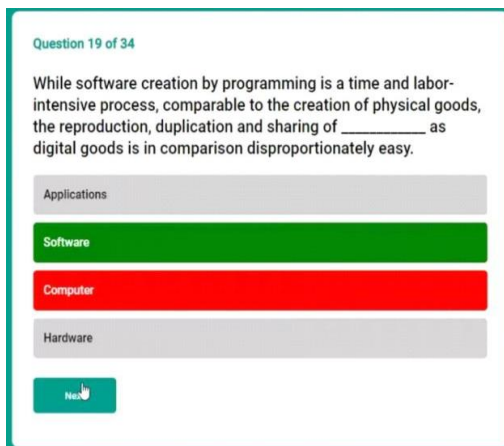 Question 19 of 34
While software creation by programming is a time and labor-
intensive process, comparable to the creation of physical goods,
the reproduction, duplication and sharing of ____________ as
digital goods is in comparison disproportionately easy.
Applications
Software
Computer
Hardware